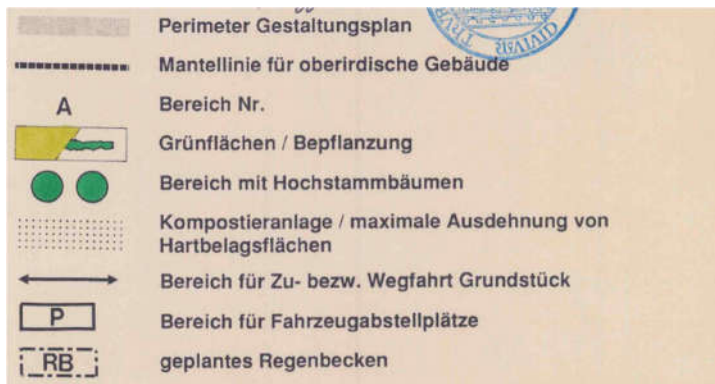 Perimeter Gestaltungsplan
Mantellinie für oberirdische Gebäude
A Bereich Nr.
Grünflächen / Bepflanzung
Bereich mit Hochstammbäumen
Kompostieranlage / maximale Ausdehnung von
Hartbelagsflächen
Bereich für Zu- bezw. Wegfahrt Grundstück
P Bereich für Fahrzeugabstellplätze
RB geplantes Regenbecken